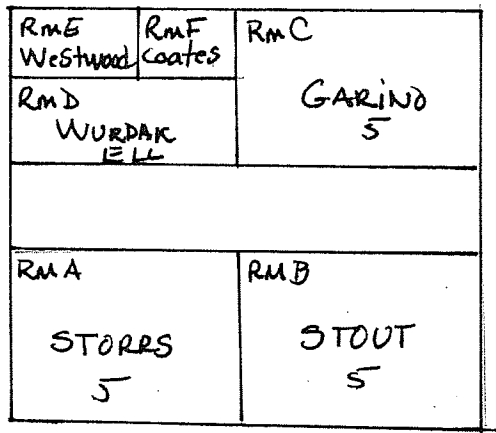 RmE
Westwood
RmF
Coates
RmC
GARINO
5
RmD
WURDAK
ELL
RmA
STORRS
5
RmB
STOUT
5